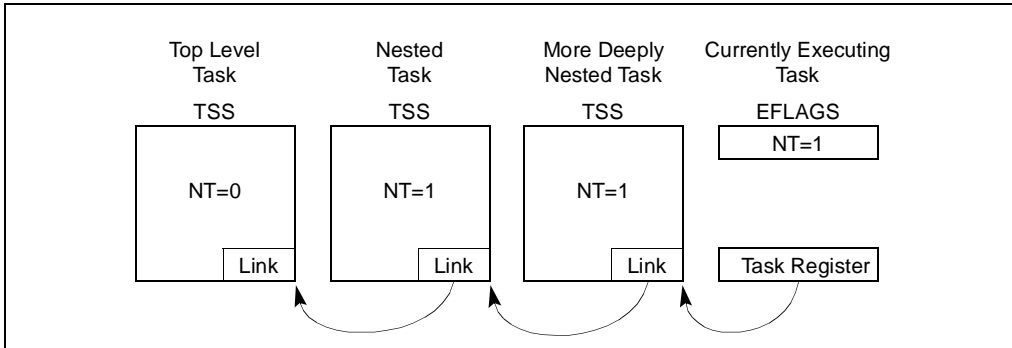 Top Level
Task
TSS
NT=0
Link
Nested
Task
TSS
NT=1
Link
More Deeply
Nested Task
TSS
NT=1
Link
Currently Executing
Task
EFLAGS
NT=1
Task Register